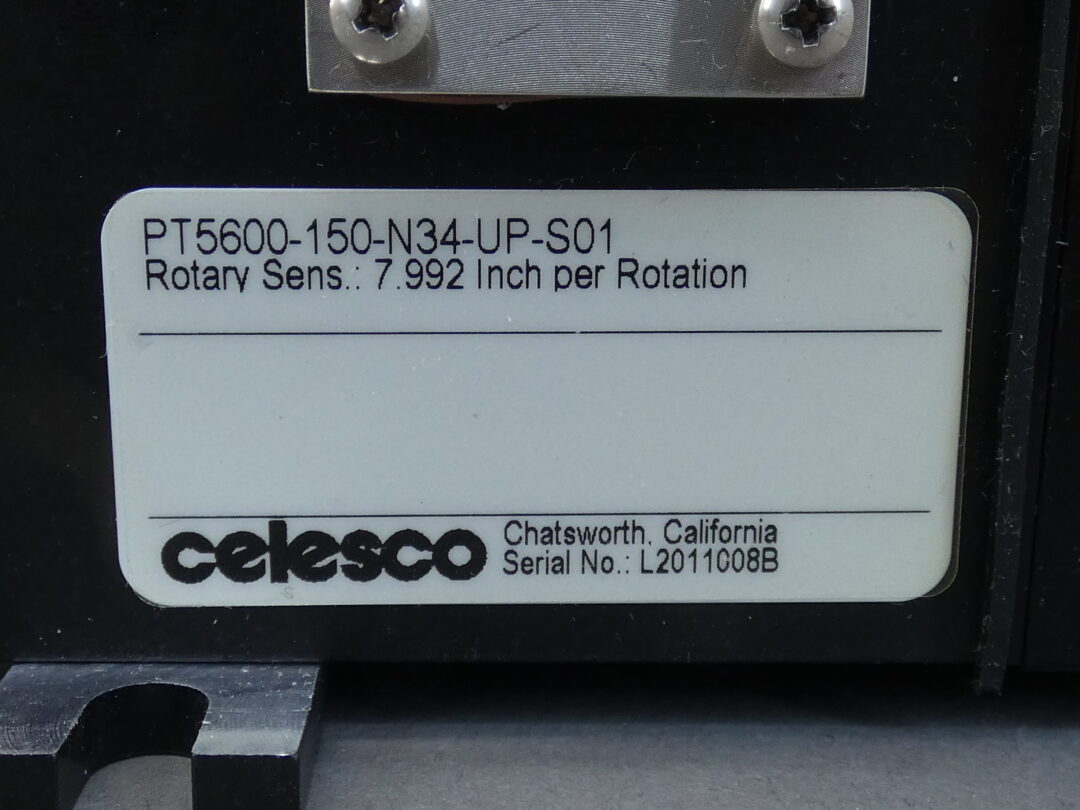 PT5600-150-N34-UP-S01
Rotary Sens.: 7.992 Inch per Rotation
celesco
Chatsworth, California
Serial No.: L2011008B